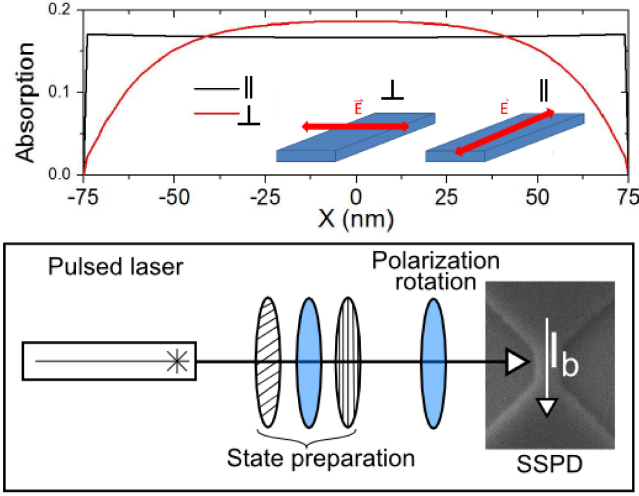 0.2
0.1
0.0
Absorption
∥
⊥
⊥
∥
E⃗
E⃗
-75 -50 -25 0 25 50 75
X (nm)
Pulsed laser
Polarization
rotation
I b
State preparation
SSPD